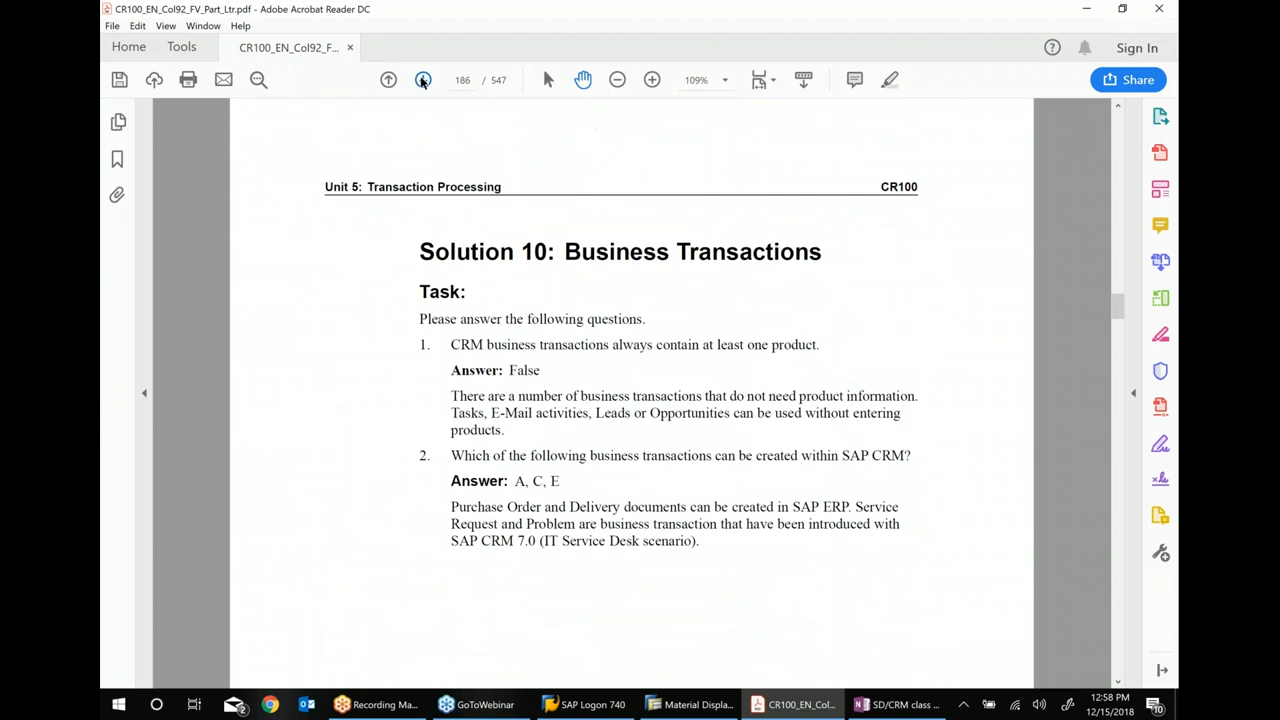 CR100_EN_Col92_FV_Part_Ltr.pdf - Adobe Acrobat Reader DC
File Edit View Window Help
Home Tools CR100_EN_Col92_F... × Sign In
186 / 547 109% Share
Unit 5: Transaction Processing CR100
Solution 10: Business Transactions
Task:
Please answer the following questions.
1. CRM business transactions always contain at least one product.
Answer: False
There are a number of business transactions that do not need product information.
Tasks, E-Mail activities, Leads or Opportunities can be used without entering
products.
2. Which of the following business transactions can be created within SAP CRM?
Answer: A, C, E
Purchase Order and Delivery documents can be created in SAP ERP. Service
Request and Problem are business transaction that have been introduced with
SAP CRM 7.0 (IT Service Desk scenario).
2 Recording Ma... GoToWebinar SAP Logon 740 Material Displa... CR100_EN_Col... SD/CRM class ... 12:58 PM
12/15/2018 10